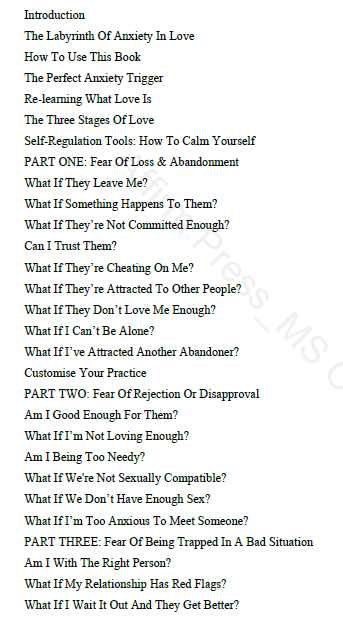 Introduction
The Labyrinth Of Anxiety In Love
How To Use This Book
The Perfect Anxiety Trigger
Re-learning What Love Is
The Three Stages Of Love
Self-Regulation Tools: How To Calm Yourself
PART ONE: Fear Of Loss & Abandonment
What If They Leave Me?
What If Something Happens To Them?
What If They’re Not Committed Enough?
Can I Trust Them?
What If They’re Cheating On Me?
What If They’re Attracted To Other People?
What If They Don’t Love Me Enough?
What If I Can’t Be Alone?
What If I’ve Attracted Another Abandoner?
Customise Your Practice
PART TWO: Fear Of Rejection Or Disapproval
Am I Good Enough For Them?
What If I’m Not Loving Enough?
Am I Being Too Needy?
What If We're Not Sexually Compatible?
What If We Don’t Have Enough Sex?
What If I’m Too Anxious To Meet Someone?
PART THREE: Fear Of Being Trapped In A Bad Situation
Am I With The Right Person?
What If My Relationship Has Red Flags?
What If I Wait It Out And They Get Better?
Affirm Press_MS